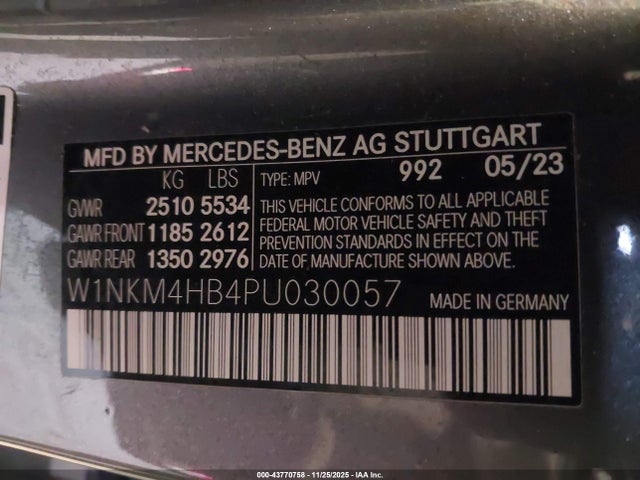 MFD BY MERCEDES-BENZ AG STUTTGART
KG LBS TYPE: MPV 992 05/23
GVWR 2510 5534
GAWR FRONT 1185 2612
GAWR REAR 1350 2976
THIS VEHICLE CONFORMS TO ALL APPLICABLE
FEDERAL MOTOR VEHICLE SAFETY AND THEFT
PREVENTION STANDARDS IN EFFECT ON THE
DATE OF MANUFACTURE SHOWN ABOVE.
W1NKM4HB4PU030057 MADE IN GERMANY
000-43770758 - 11/25/2025 - IAA Inc.